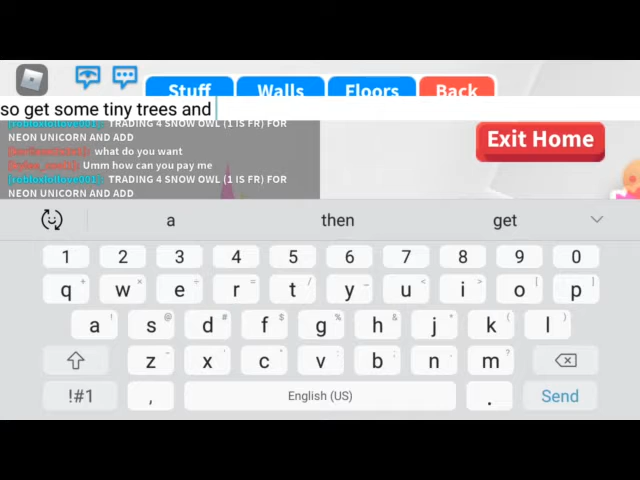 Stuff Walls Floors Back
so get some tiny trees and
[robloxlollove001]: TRADING 4 SNOW OWL (1 IS FR) FOR
NEON UNICORN AND ADD
what do you want
Umm how can you pay me
[robloxlollove001]: TRADING 4 SNOW OWL (1 IS FR) FOR
NEON UNICORN AND ADD
Exit Home
a then get
1 2 3 4 5 6 7 8 9 0
q + w × e ÷ r = t / y _ u < i > o [ p ]
a ! s @ d # f $ g % h & j * k ( l )
z - x ' c " v : b ; n , m ?
!#1 , English (US) . Send